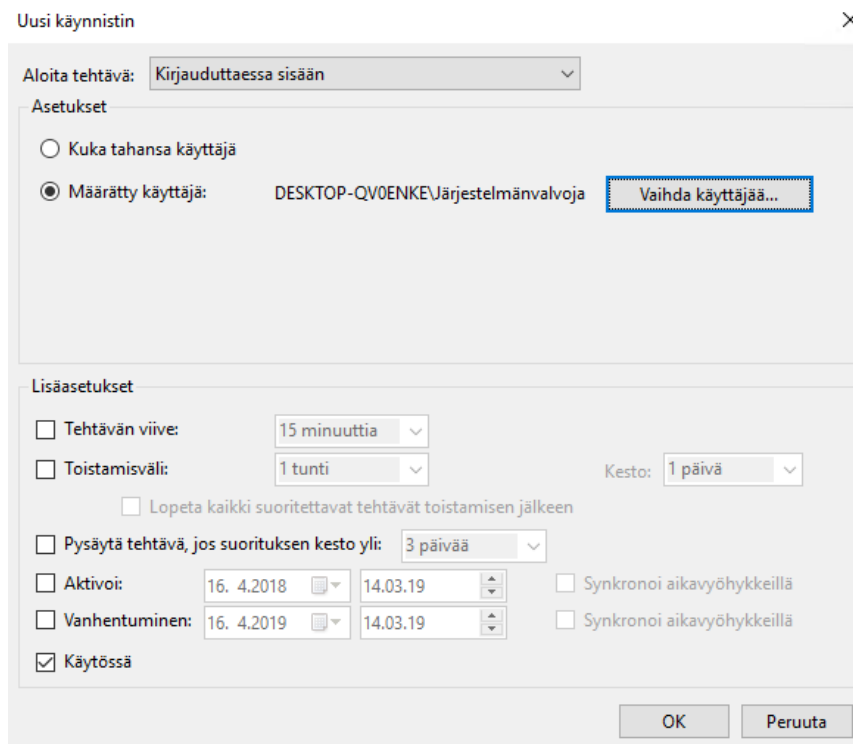 Uusi käynnistin
Aloita tehtävä: Kirjauduttaessa sisään
Asetukset
Kuka tahansa käyttäjä
Määrätty käyttäjä: DESKTOP-QV0ENKE\Järjestelmänvalvoja Vaihda käyttäjää...
Lisäasetukset
Tehtävän viive: 15 minuuttia
Toistamisväli: 1 tunti Kesto: 1 päivä
Lopeta kaikki suoritettavat tehtävät toistamisen jälkeen
Pysäytä tehtävä, jos suorituksen kesto yli: 3 päivää
Aktivoi: 16. 4.2018 14.03.19 Synkronoi aikavyöhykkeillä
Vanhentuminen: 16. 4.2019 14.03.19 Synkronoi aikavyöhykkeillä
Käytössä
OK Peruuta